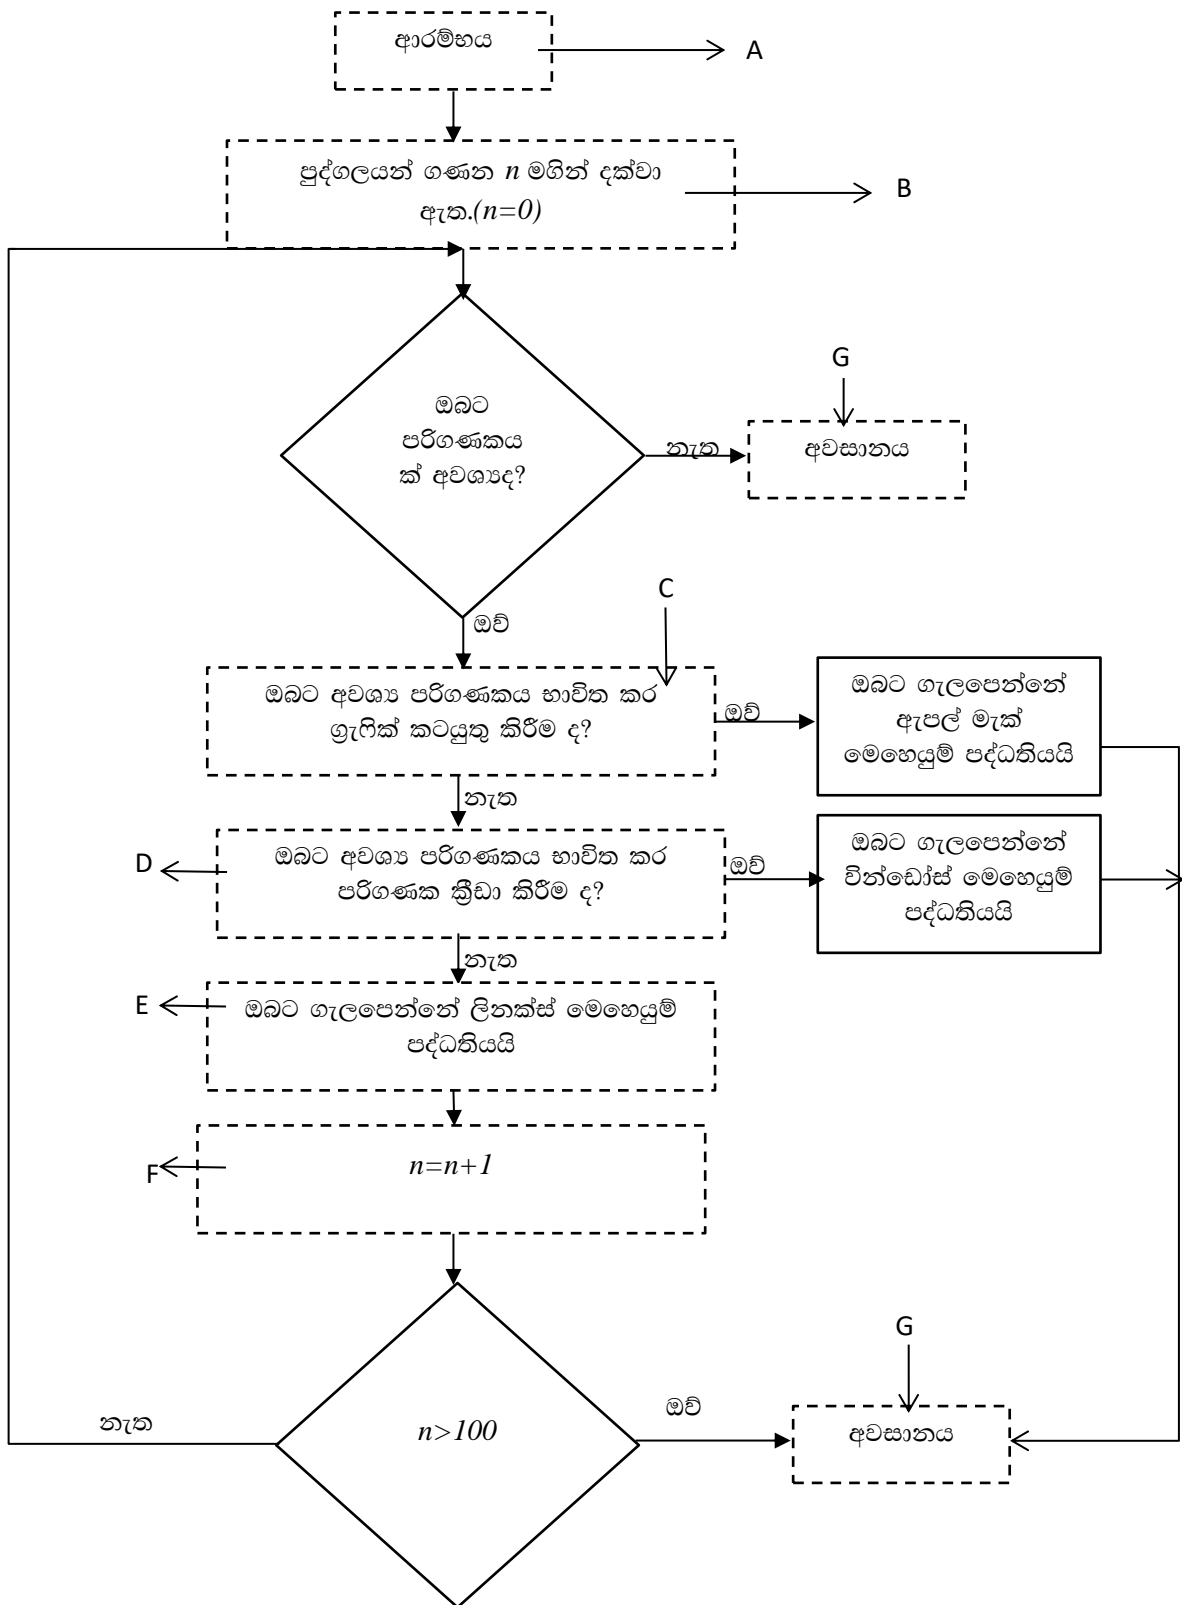 ආරම්භය
A
පුද්ගලයන් ගණන n මගින් දක්වා
ඇත.(n=0)
B
ඔබට
පරිගණකය
ක් අවශ්‍යද?
නැත
G
අවසානය
ඔව්
C
ඔබට අවශ්‍ය පරිගණකය භාවිත කර
ග්‍රැෆික් කටයුතු කිරීම ද?
ඔව්
ඔබට ගැලපෙන්නේ
ඇපල් මැක්
මෙහෙයුම් පද්ධතියයි
නැත
D
ඔබට අවශ්‍ය පරිගණකය භාවිත කර
පරිගණක ක්‍රීඩා කිරීම ද?
ඔව්
ඔබට ගැලපෙන්නේ
වින්ඩෝස් මෙහෙයුම්
පද්ධතියයි
නැත
E
ඔබට ගැලපෙන්නේ ලිනක්ස් මෙහෙයුම්
පද්ධතියයි
F
n=n+1
නැත
n>100
ඔව්
G
අවසානය